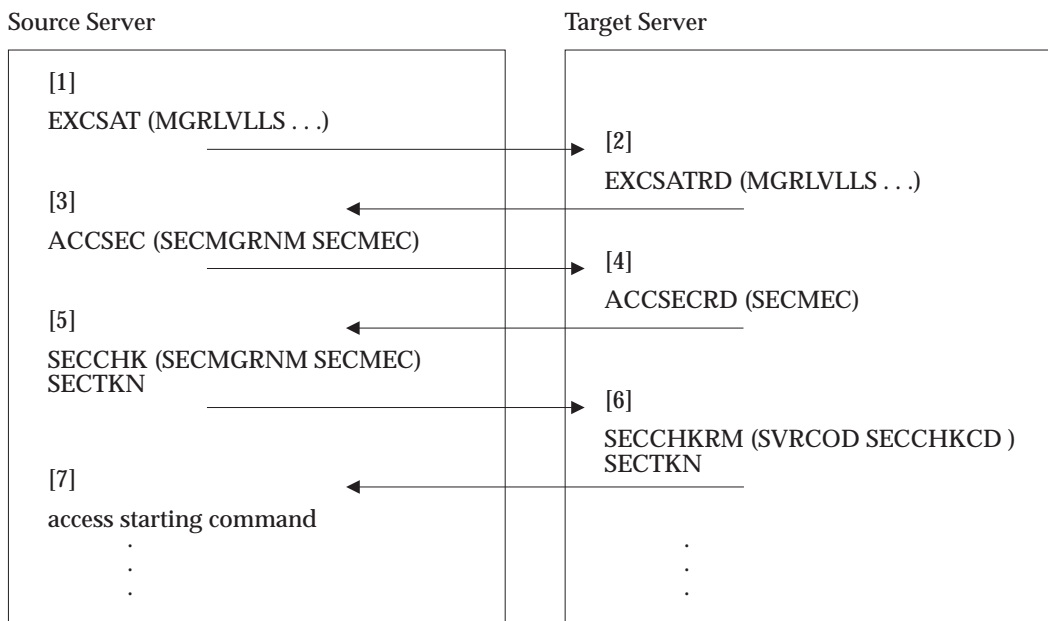 Source Server
Target Server
[1]
EXCSAT (MGRLVLLS . . .)
[2]
EXCSATRD (MGRLVLLS . . .)
[3]
ACCSEC (SECMGRNM SECMEC)
[4]
ACCSECRD (SECMEC)
[5]
SECCHK (SECMGRNM SECMEC)
SECTKN
[6]
SECCHKRM (SVRCOD SECCHKCD )
SECTKN
[7]
access starting command
. .
. .
. .